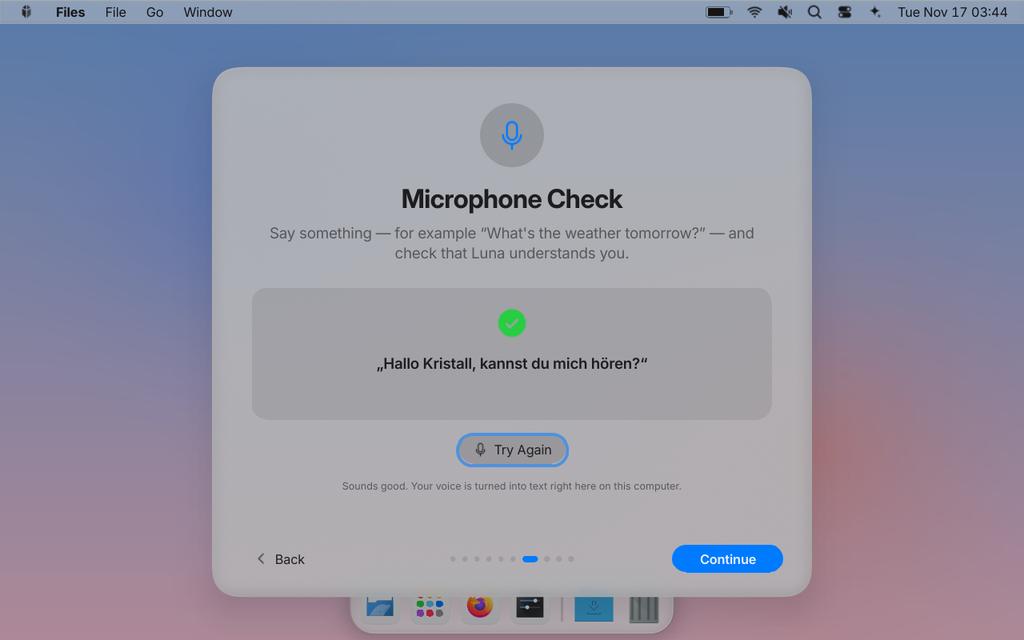 Files File Go Window Tue Nov 17 03:44
Microphone Check
Say something — for example “What's the weather tomorrow?” — and
check that Luna understands you.
„Hallo Kristall, kannst du mich hören?“
Try Again
Sounds good. Your voice is turned into text right here on this computer.
Back
Continue